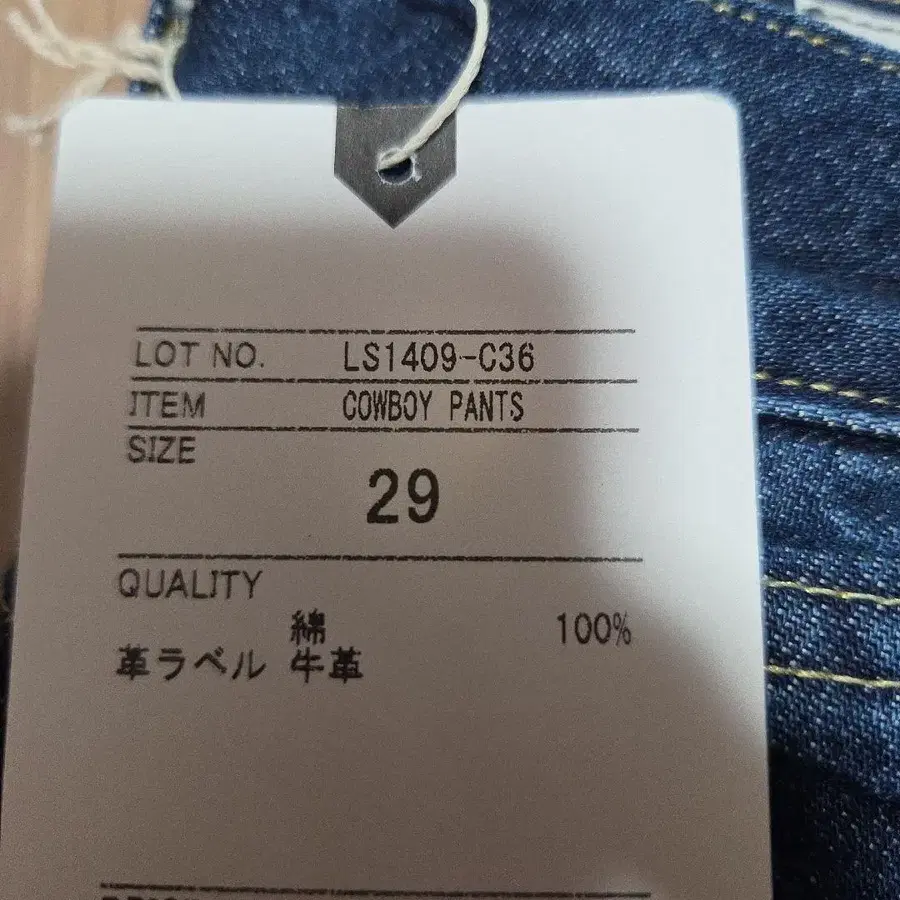 LOT NO. LS1409-C36
ITEM COWBOY PANTS
SIZE
29
QUALITY
綿 100%
革ラベル 牛革